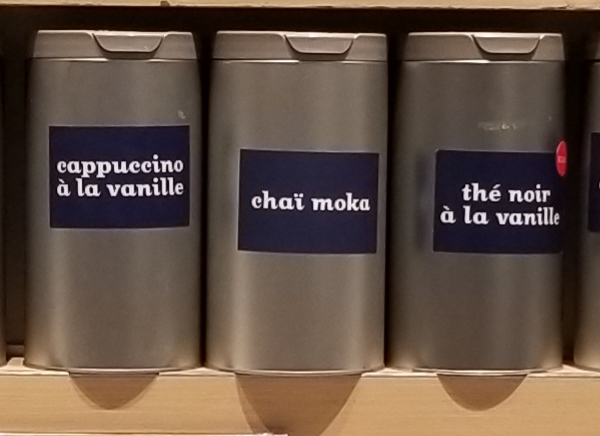 cappuccino
à la vanille
chaï moka
thé noir
à la vanille